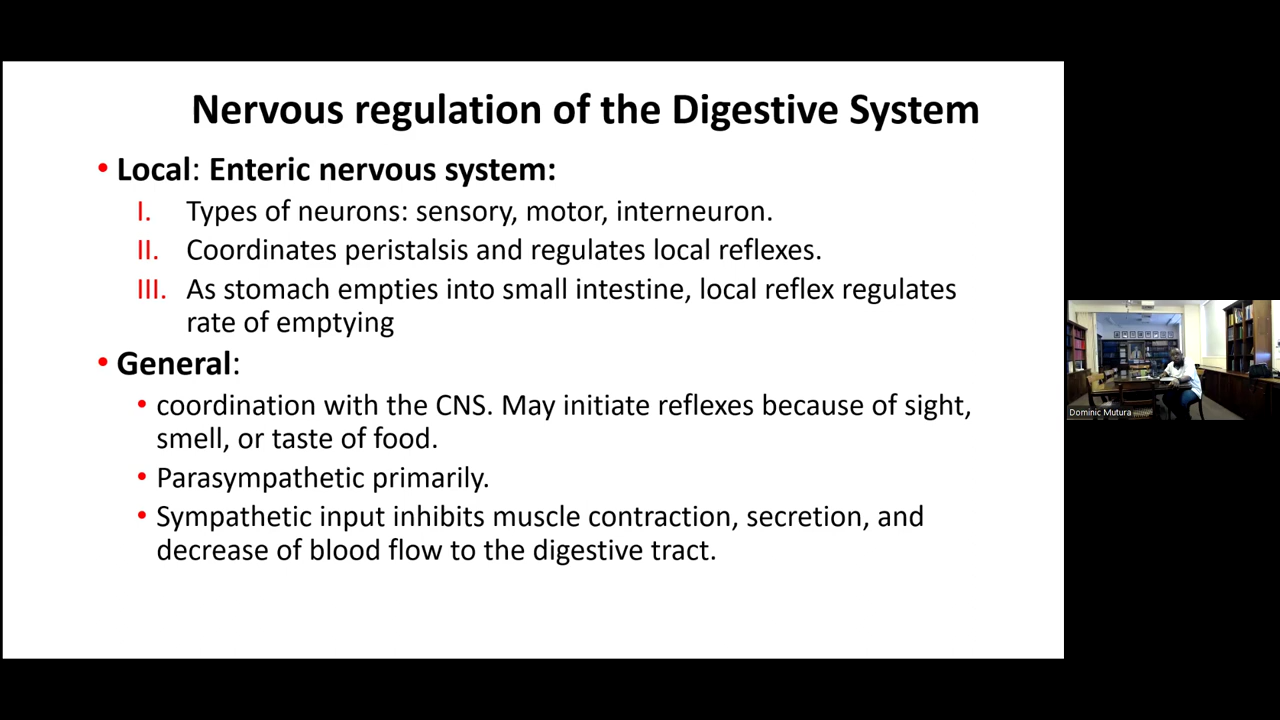 Nervous regulation of the Digestive System
• Local: Enteric nervous system:
I. Types of neurons: sensory, motor, interneuron.
II. Coordinates peristalsis and regulates local reflexes.
III. As stomach empties into small intestine, local reflex regulates
rate of emptying
• General:
• coordination with the CNS. May initiate reflexes because of sight,
smell, or taste of food.
• Parasympathetic primarily.
• Sympathetic input inhibits muscle contraction, secretion, and
decrease of blood flow to the digestive tract.
Dominic Mutura